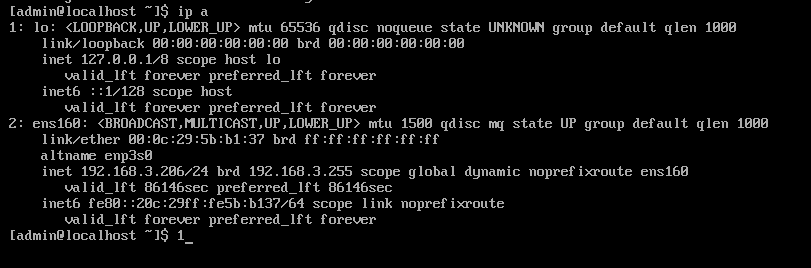 [admin@localhost ~]$ ip a
1: lo: <LOOPBACK,UP,LOWER_UP> mtu 65536 qdisc noqueue state UNKNOWN group default qlen 1000
    link/loopback 00:00:00:00:00:00 brd 00:00:00:00:00:00
    inet 127.0.0.1/8 scope host lo
       valid_lft forever preferred_lft forever
    inet6 ::1/128 scope host
       valid_lft forever preferred_lft forever
2: ens160: <BROADCAST,MULTICAST,UP,LOWER_UP> mtu 1500 qdisc mq state UP group default qlen 1000
    link/ether 00:0c:29:5b:b1:37 brd ff:ff:ff:ff:ff:ff
    altname enp3s0
    inet 192.168.3.206/24 brd 192.168.3.255 scope global dynamic noprefixroute ens160
       valid_lft 86146sec preferred_lft 86146sec
    inet6 fe80::20c:29ff:fe5b:b137/64 scope link noprefixroute
       valid_lft forever preferred_lft forever
[admin@localhost ~]$ 1_